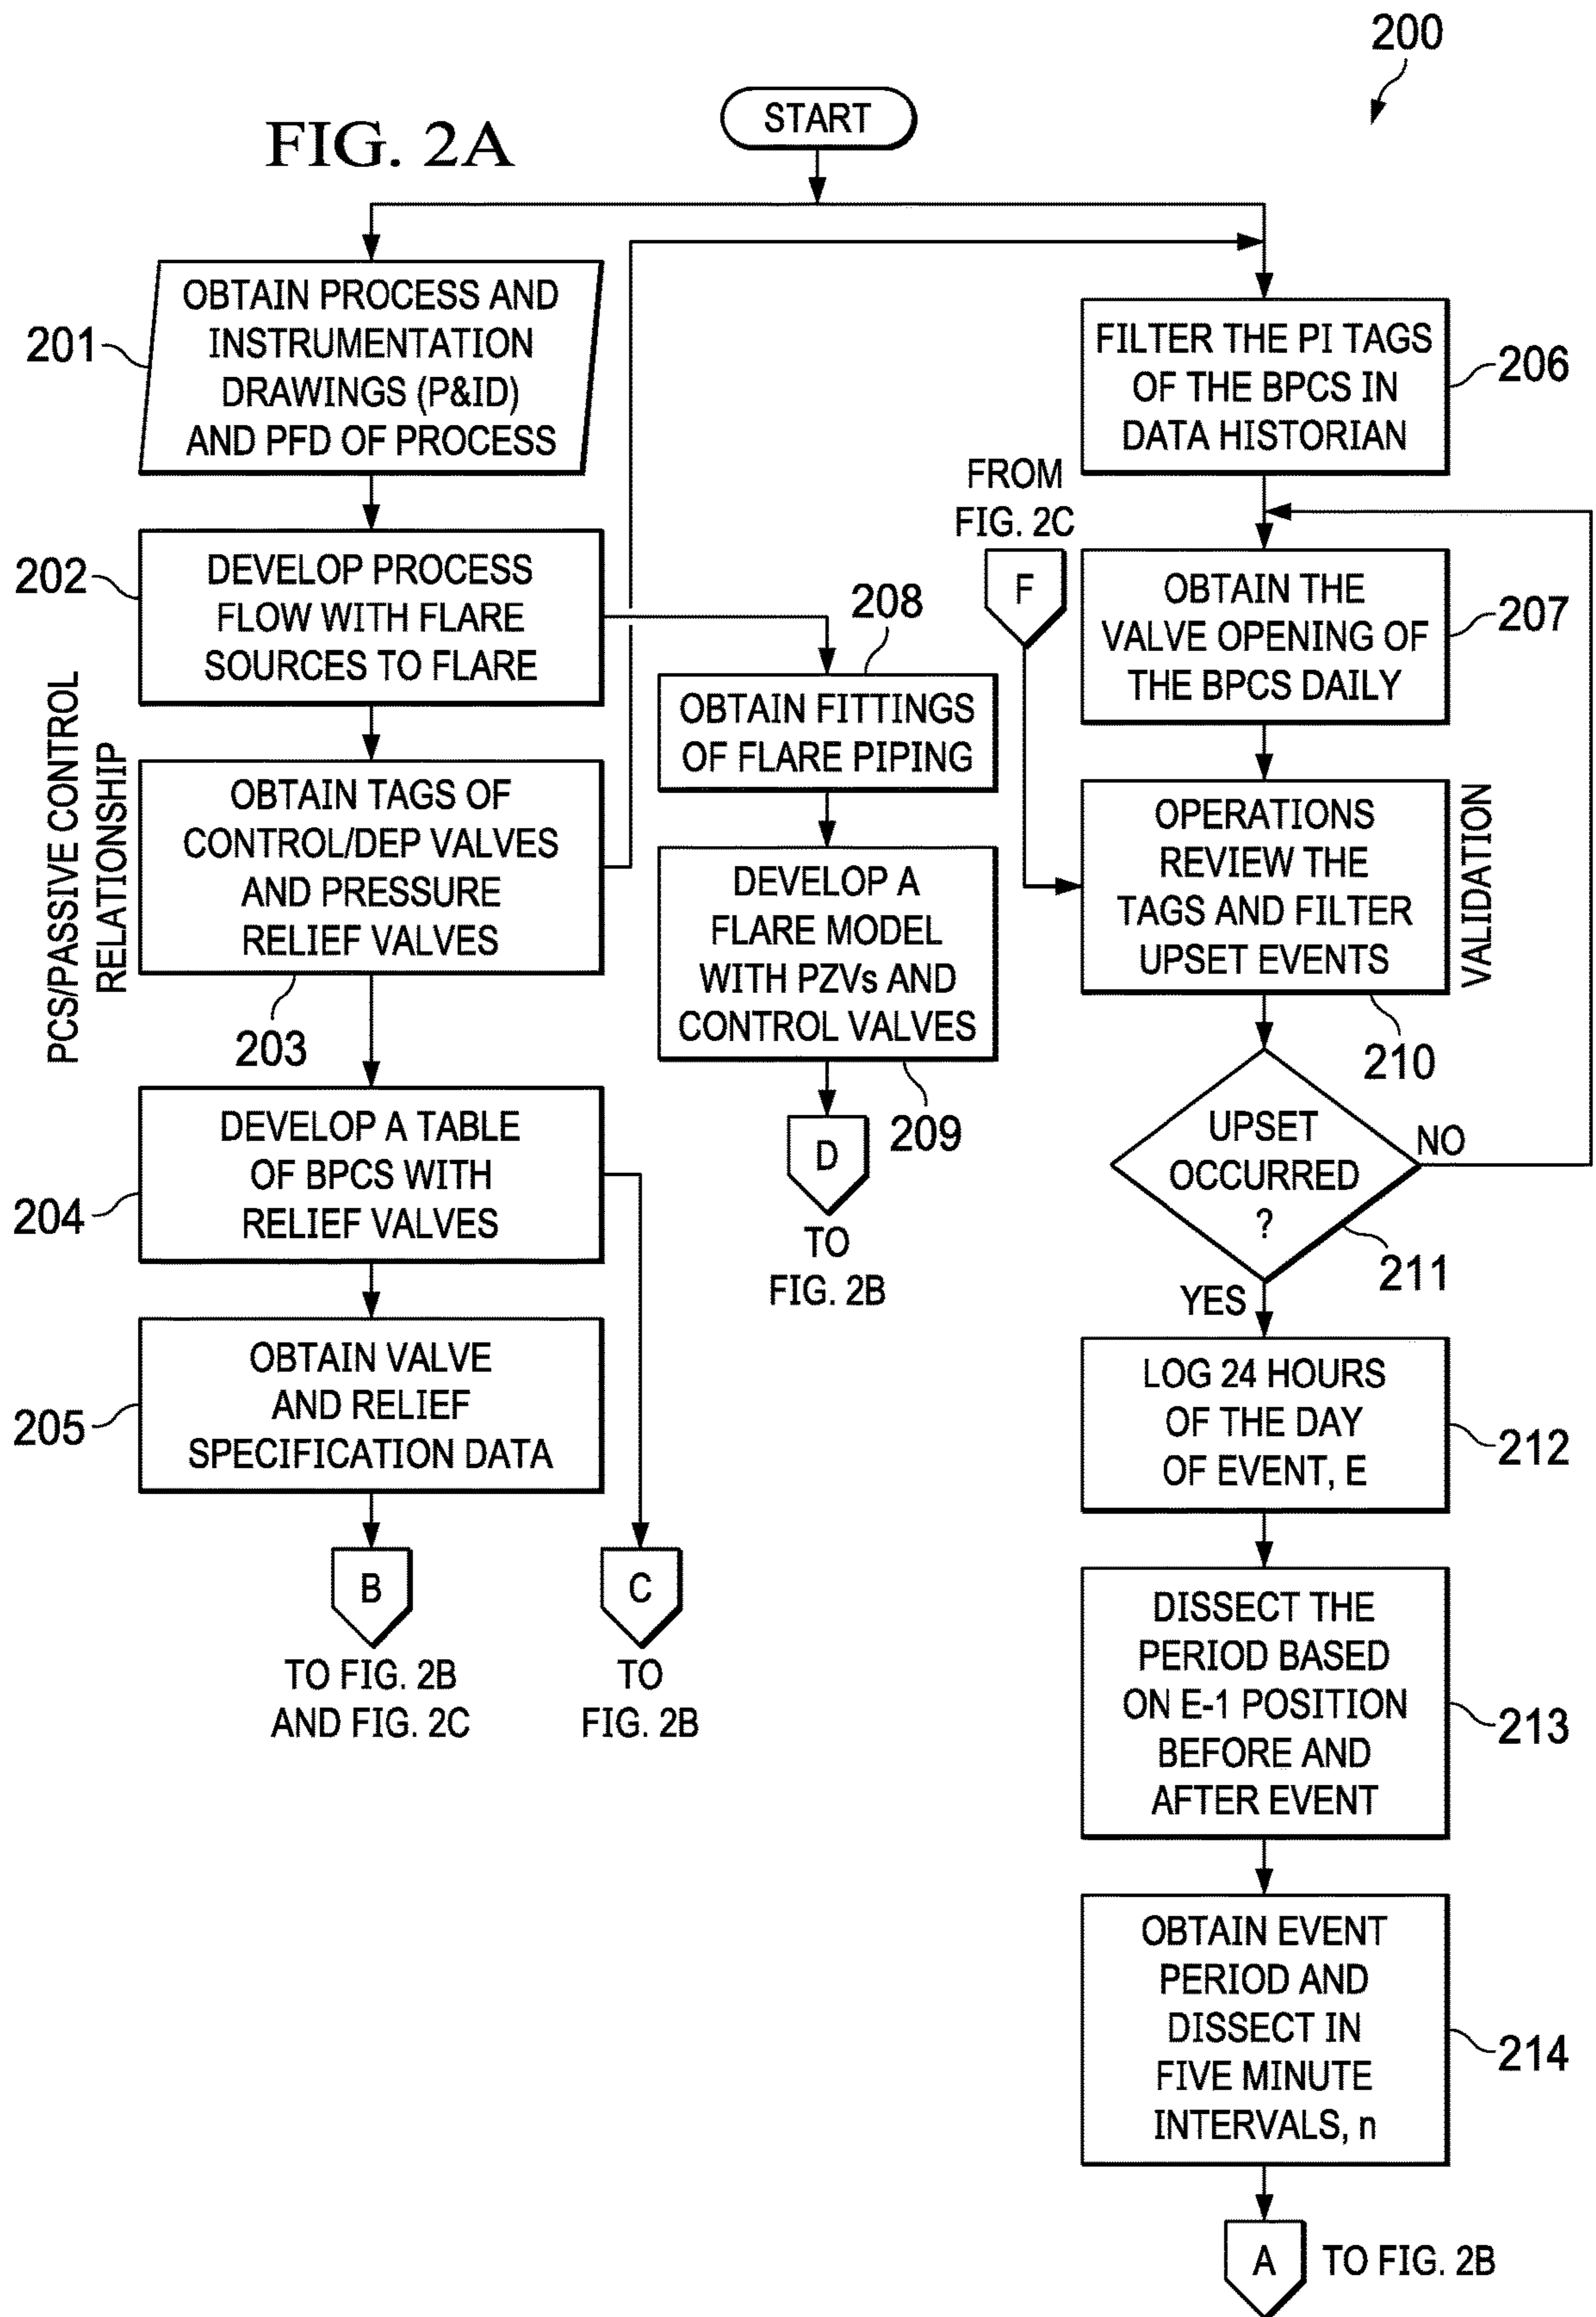 200
FIG. 2A
START
OBTAIN PROCESS AND
INSTRUMENTATION
DRAWINGS (P&ID)
AND PFD OF PROCESS
201
DEVELOP PROCESS
FLOW WITH FLARE
SOURCES TO FLARE
202
PCS/PASSIVE CONTROL
RELATIONSHIP
OBTAIN TAGS OF
CONTROL/DEP VALVES
AND PRESSURE
RELIEF VALVES
203
DEVELOP A TABLE
OF BPCS WITH
RELIEF VALVES
204
OBTAIN VALVE
AND RELIEF
SPECIFICATION DATA
205
B
TO FIG. 2B
AND FIG. 2C
C
TO
FIG. 2B
208
OBTAIN FITTINGS
OF FLARE PIPING
DEVELOP A
FLARE MODEL
WITH PZVs AND
CONTROL VALVES
209
D
TO
FIG. 2B
FILTER THE PI TAGS
OF THE BPCS IN
DATA HISTORIAN
206
FROM
FIG. 2C
F
OBTAIN THE
VALVE OPENING OF
THE BPCS DAILY
207
OPERATIONS
REVIEW THE
TAGS AND FILTER
UPSET EVENTS
VALIDATION
210
UPSET
OCCURRED
?
NO
211
YES
LOG 24 HOURS
OF THE DAY
OF EVENT, E
212
DISSECT THE
PERIOD BASED
ON E-1 POSITION
BEFORE AND
AFTER EVENT
213
OBTAIN EVENT
PERIOD AND
DISSECT IN
FIVE MINUTE
INTERVALS, n
214
A
TO FIG. 2B